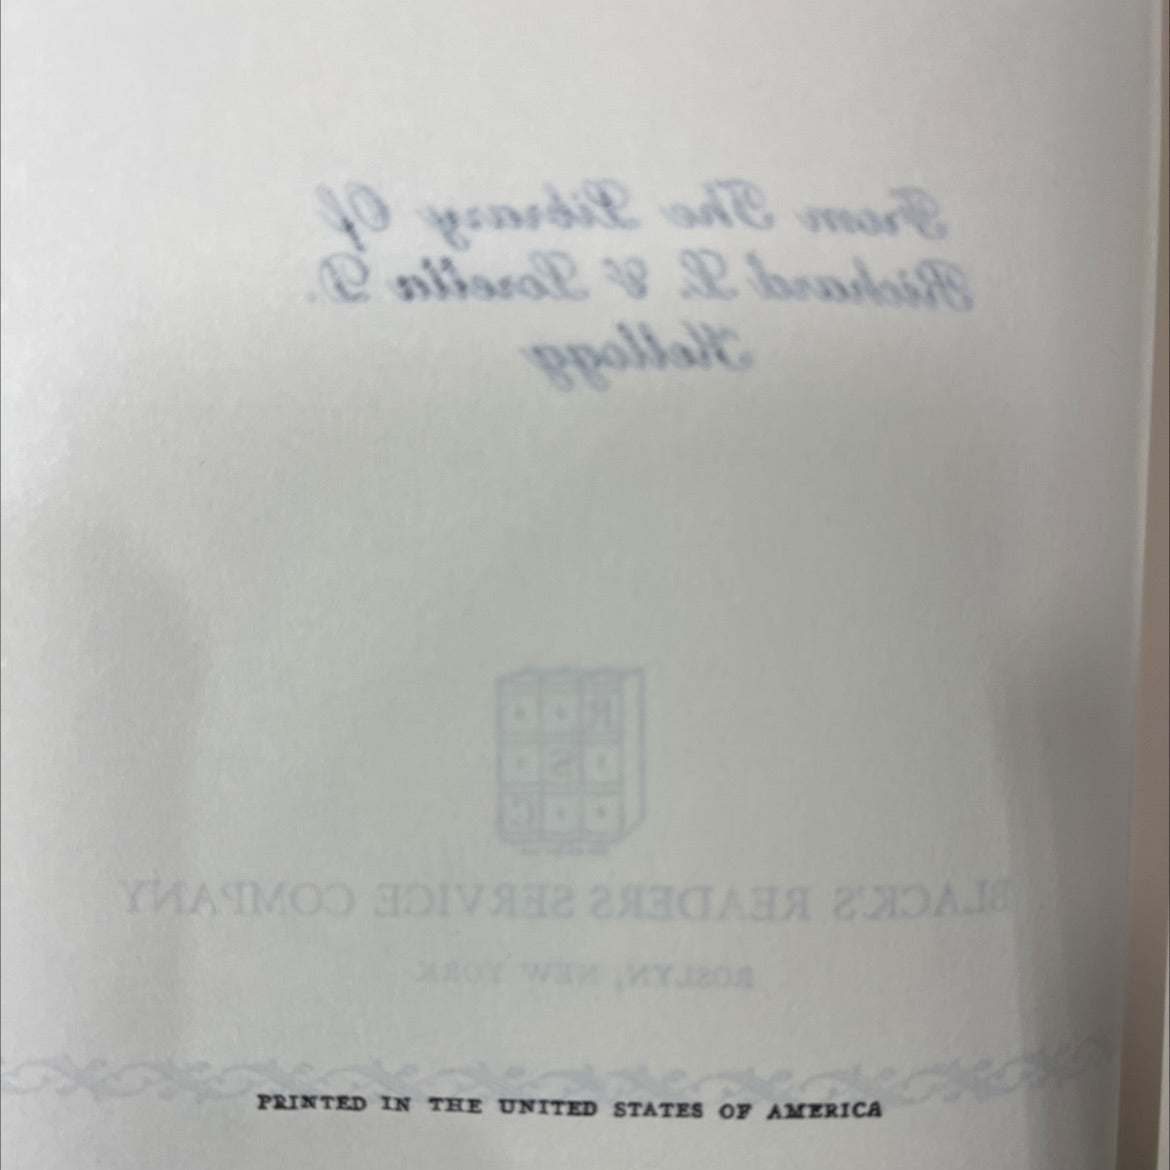 From The Library Of
Richard L. & Loretta D.
Kellogg
R
S
C
BLACK'S READERS SERVICE COMPANY
ROSLYN, NEW YORK
PRINTED IN THE UNITED STATES OF AMERICA